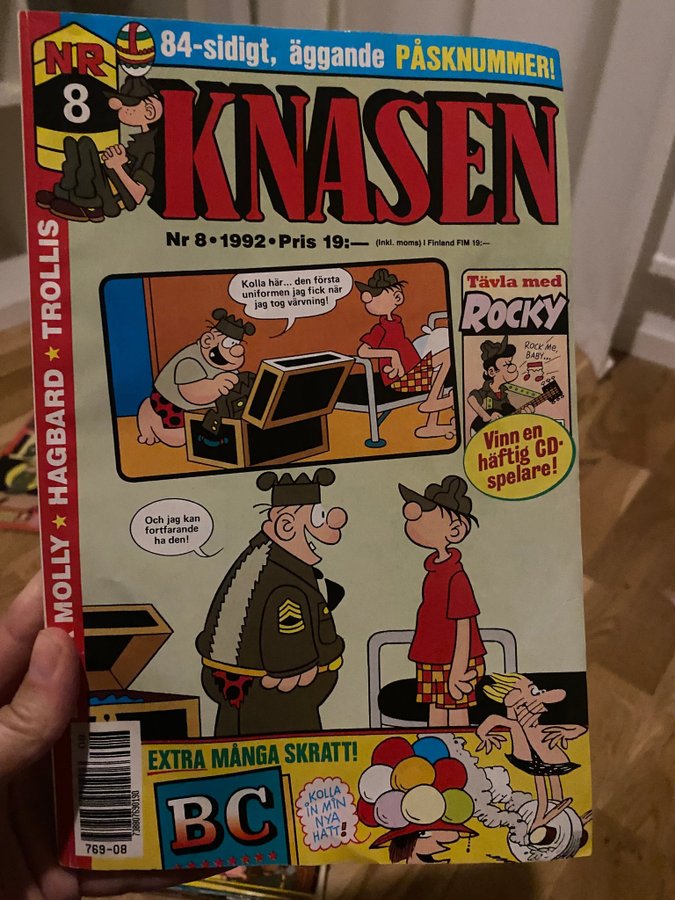 84-sidigt, äggande PÅSKNUMMER!
NR
8
KNASEN
Nr 8 • 1992 • Pris 19:— (Inkl. moms) I Finland FIM 19:—
MOLLY ★ HAGBARD ★ TROLLIS
Kolla här... den första
uniformen jag fick när
jag tog värvning!
Tävla med
ROCKY
ROCK ME,
BABY...
Vinn en
häftig CD-
spelare!
Och jag kan
fortfarande
ha den!
EXTRA MÅNGA SKRATT!
BC
KOLLA
IN MIN
NYA
HATT!
769-08